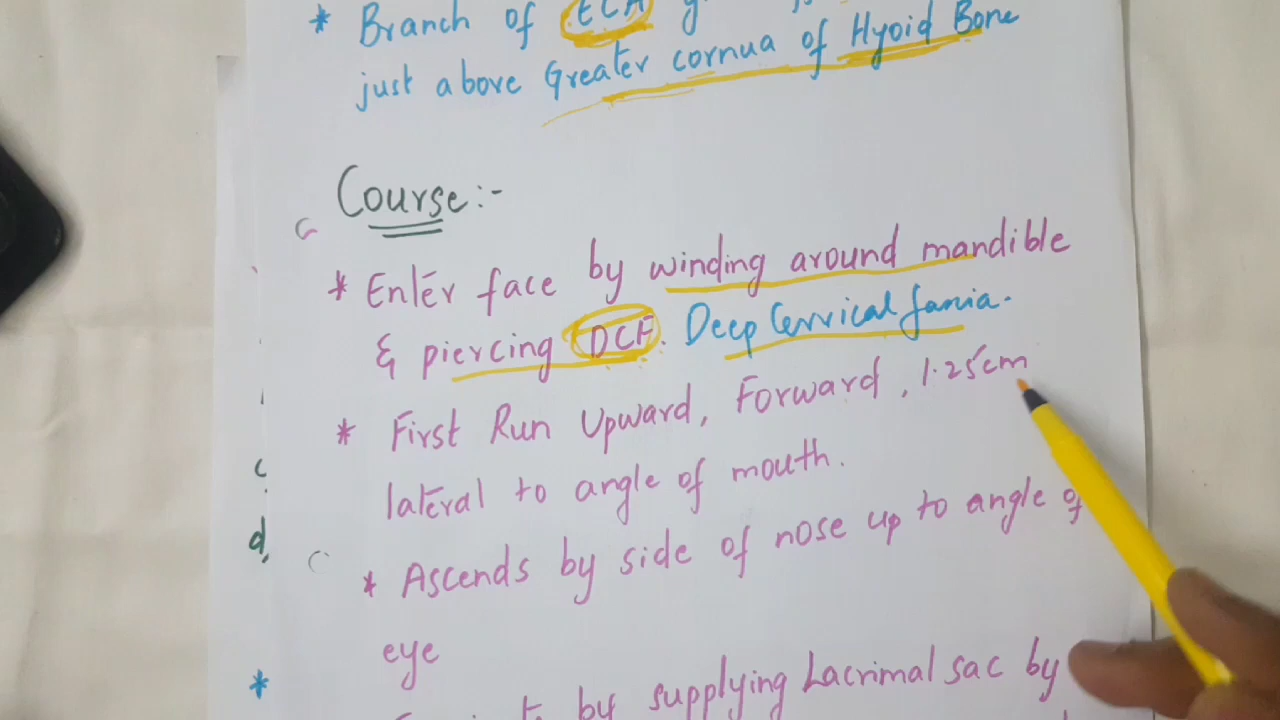 * Branch of ECA
just above Greater cornua of Hyoid Bone
Course:-
* Enter face by winding around mandible
& piercing DCF. Deep Cervical fascia.
* First Run Upward, Forward, 1.25cm
lateral to angle of mouth.
* Ascends by side of nose up to angle of
eye
by supplying Lacrimal sac by
c
d,
*